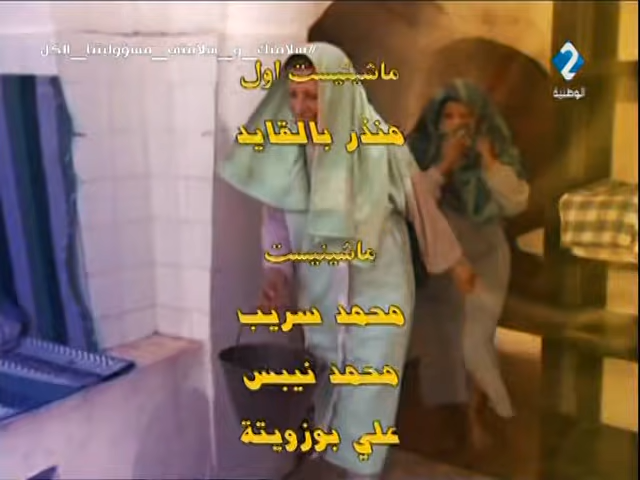 #سلامتك_و_سلامتي_مسؤوليتنا_الكل
2
الوطنية
ماشينيست اول
منذر بالقايد
ماشينيست
محمد سريب
محمد نيبس
علي بوزويتة